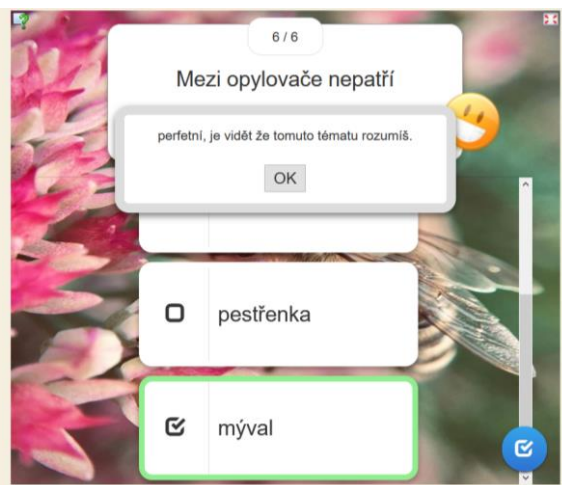 6 / 6
Mezi opylovače nepatří
perfetní, je vidět že tomuto tématu rozumíš.
OK
pestřenka
mýval